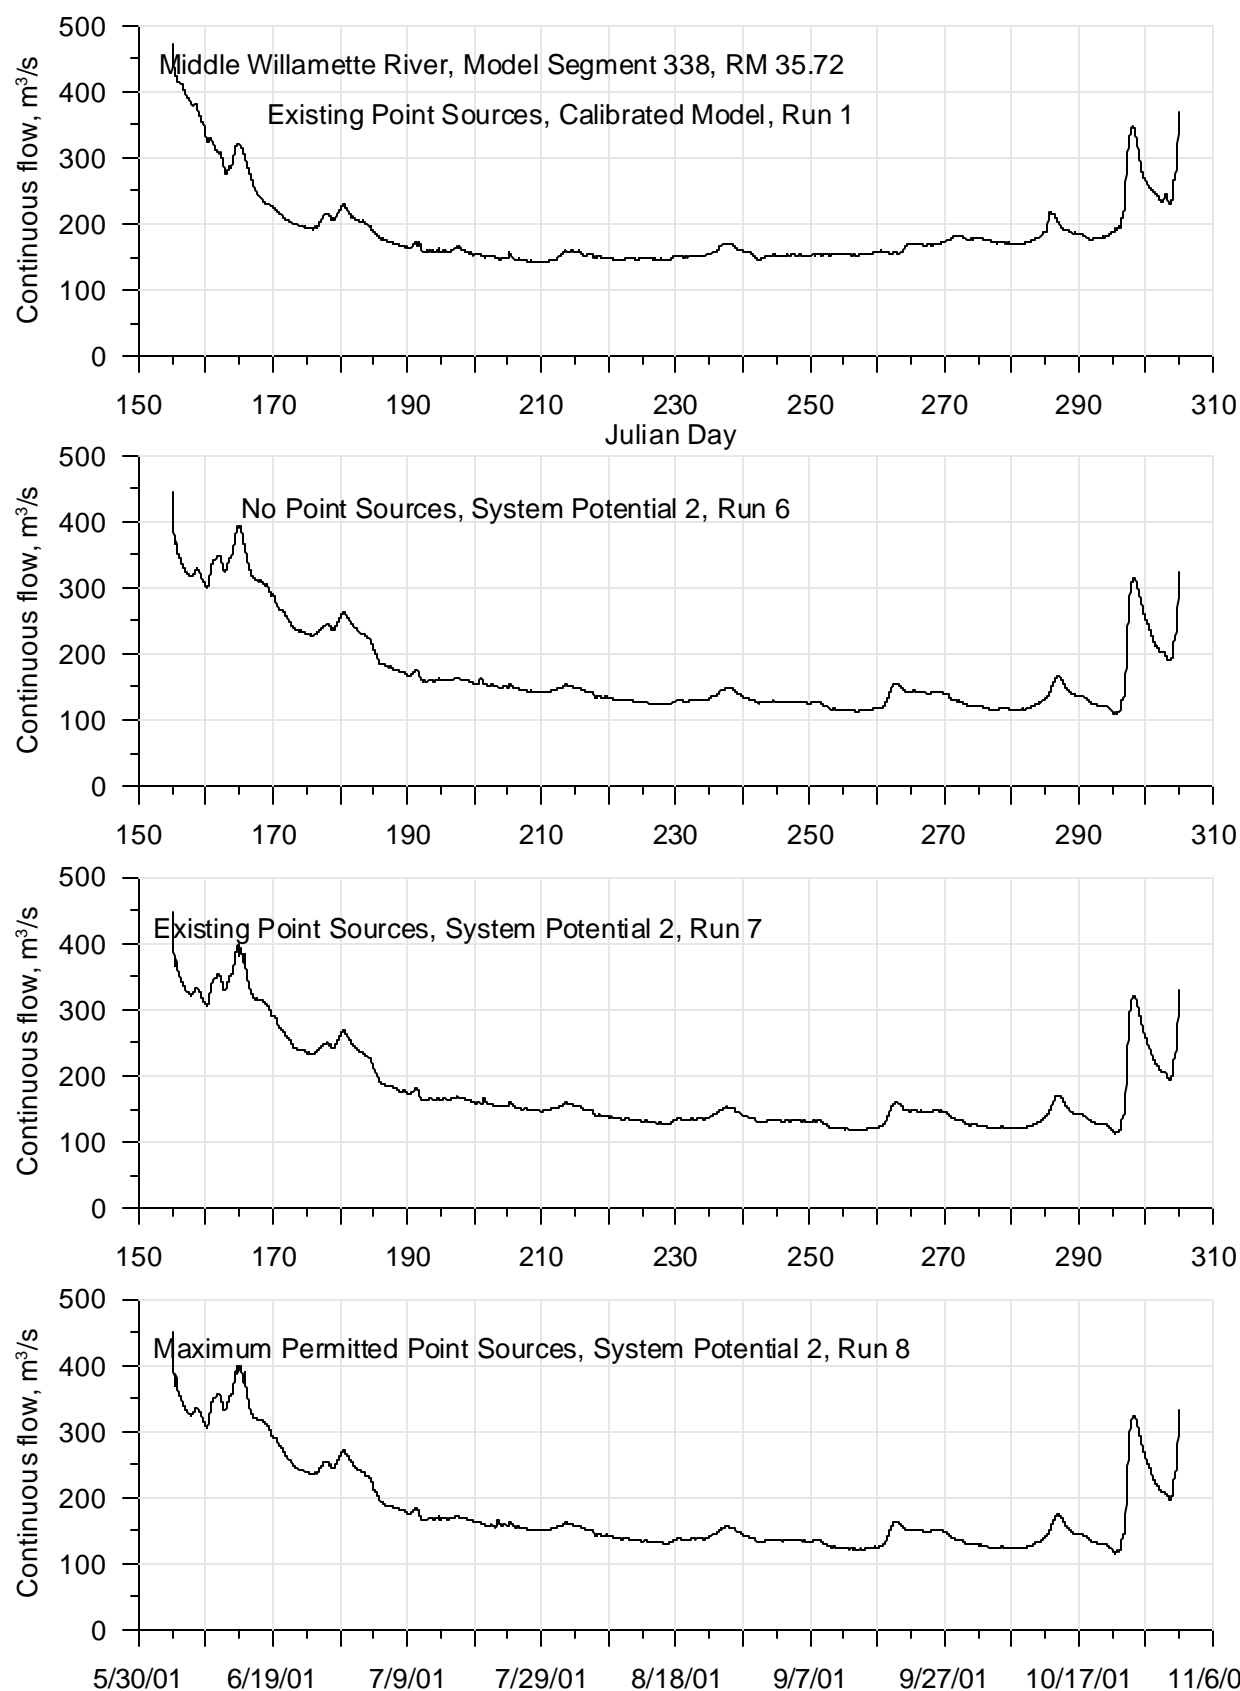 500
Middle Willamette River, Model Segment 338, RM 35.72
400
Existing Point Sources, Calibrated Model, Run 1
300
200
100
0
Continuous flow, m³/s
150 170 190 210 230 250 270 290 310
Julian Day
500
No Point Sources, System Potential 2, Run 6
400
300
200
100
0
Continuous flow, m³/s
150 170 190 210 230 250 270 290 310
500
Existing Point Sources, System Potential 2, Run 7
400
300
200
100
0
Continuous flow, m³/s
150 170 190 210 230 250 270 290 310
500
Maximum Permitted Point Sources, System Potential 2, Run 8
400
300
200
100
0
Continuous flow, m³/s
5/30/01 6/19/01 7/9/01 7/29/01 8/18/01 9/7/01 9/27/01 10/17/01 11/6/0